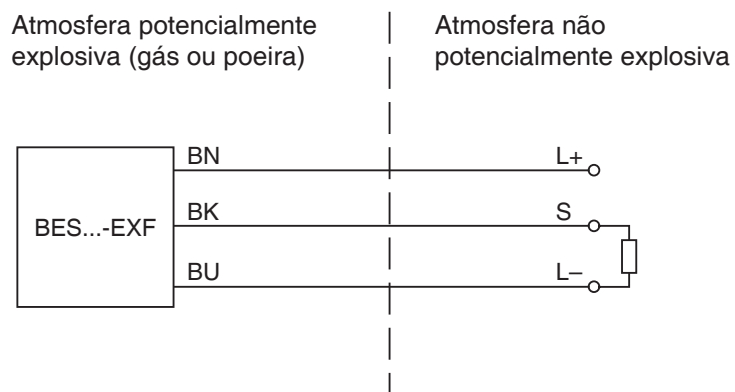 Atmosfera potencialmente
explosiva (gás ou poeira)
Atmosfera não
potencialmente explosiva
BN
L+
BES...-EXF
BK
S
BU
L–